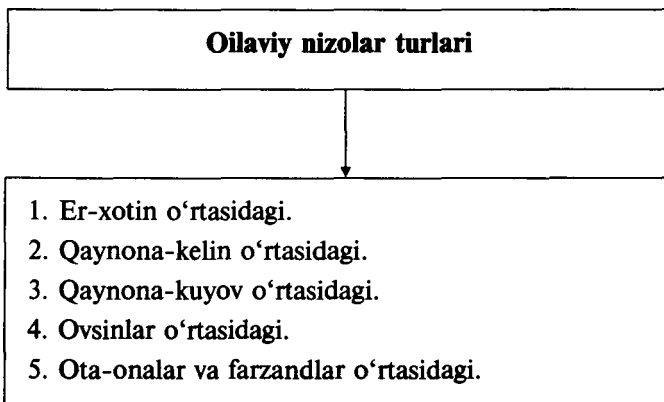 Oilaviy nizolar turlari
1. Er-xotin o‘rtasidagi.
2. Qaynona-kelin o‘rtasidagi.
3. Qaynona-kuyov o‘rtasidagi.
4. Ovsinlar o‘rtasidagi.
5. Ota-onalar va farzandlar o‘rtasidagi.